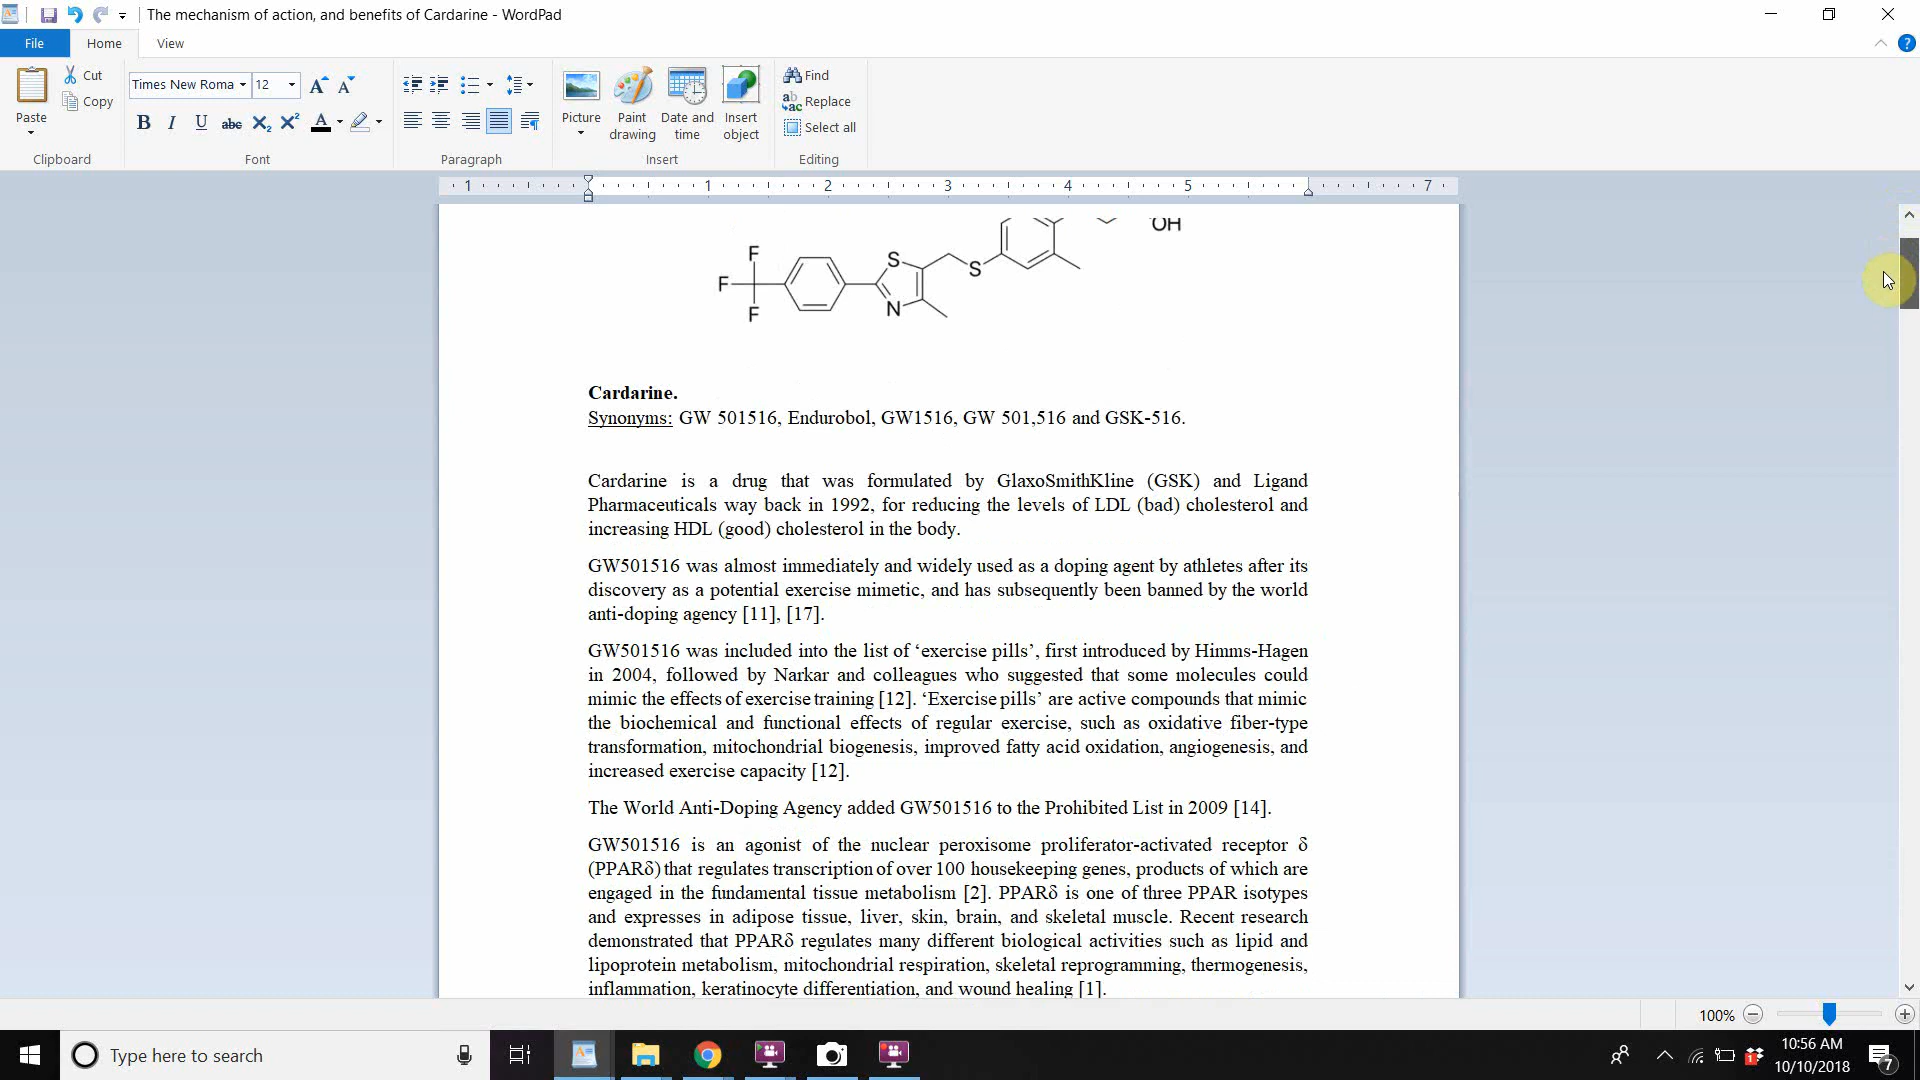 The mechanism of action, and benefits of Cardarine - WordPad
File Home View
Paste
Cut
Copy
Clipboard
Times New Roma 12
B I U abc X₂ X² A
Font
Paragraph
Picture
Paint drawing
Date and time
Insert object
Insert
Find
Replace
Select all
Editing
1 1 2 3 4 5 7
OH
F
F
F
S
N
S
Cardarine.
Synonyms: GW 501516, Endurobol, GW1516, GW 501,516 and GSK-516.
Cardarine is a drug that was formulated by GlaxoSmithKline (GSK) and Ligand
Pharmaceuticals way back in 1992, for reducing the levels of LDL (bad) cholesterol and
increasing HDL (good) cholesterol in the body.
GW501516 was almost immediately and widely used as a doping agent by athletes after its
discovery as a potential exercise mimetic, and has subsequently been banned by the world
anti-doping agency [11], [17].
GW501516 was included into the list of ‘exercise pills’, first introduced by Himms-Hagen
in 2004, followed by Narkar and colleagues who suggested that some molecules could
mimic the effects of exercise training [12]. ‘Exercise pills’ are active compounds that mimic
the biochemical and functional effects of regular exercise, such as oxidative fiber-type
transformation, mitochondrial biogenesis, improved fatty acid oxidation, angiogenesis, and
increased exercise capacity [12].
The World Anti-Doping Agency added GW501516 to the Prohibited List in 2009 [14].
GW501516 is an agonist of the nuclear peroxisome proliferator-activated receptor δ
(PPARδ) that regulates transcription of over 100 housekeeping genes, products of which are
engaged in the fundamental tissue metabolism [2]. PPARδ is one of three PPAR isotypes
and expresses in adipose tissue, liver, skin, brain, and skeletal muscle. Recent research
demonstrated that PPARδ regulates many different biological activities such as lipid and
lipoprotein metabolism, mitochondrial respiration, skeletal reprogramming, thermogenesis,
inflammation, keratinocyte differentiation, and wound healing [1].
100%
Type here to search
10:56 AM
10/10/2018
7